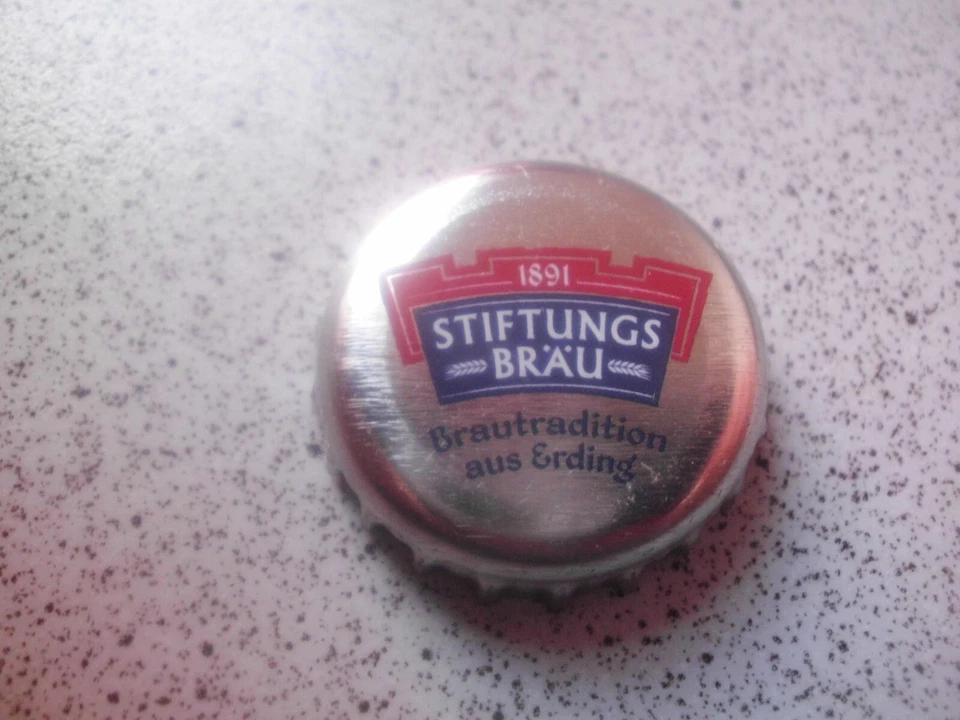 1891
STIFTUNGS
BRÄU
Brautradition
aus Erding